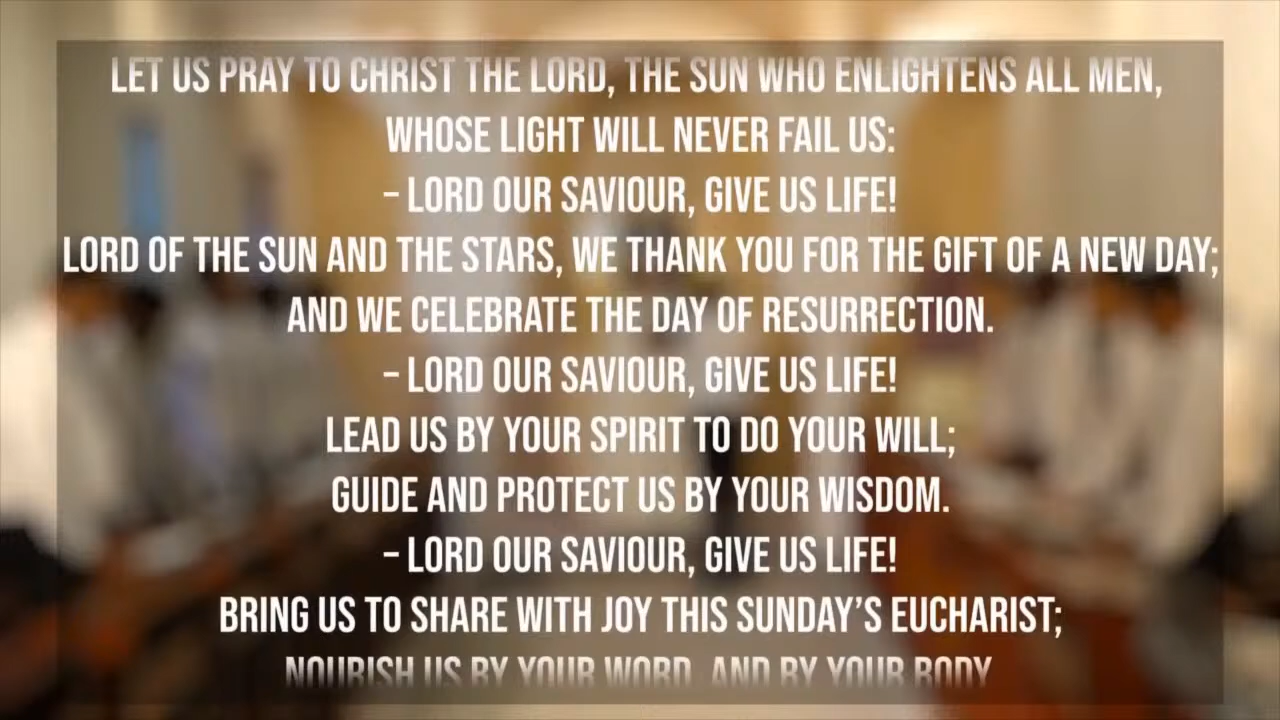 LET US PRAY TO CHRIST THE LORD, THE SUN WHO ENLIGHTENS ALL MEN,
WHOSE LIGHT WILL NEVER FAIL US:
– LORD OUR SAVIOUR, GIVE US LIFE!
LORD OF THE SUN AND THE STARS, WE THANK YOU FOR THE GIFT OF A NEW DAY;
AND WE CELEBRATE THE DAY OF RESURRECTION.
– LORD OUR SAVIOUR, GIVE US LIFE!
LEAD US BY YOUR SPIRIT TO DO YOUR WILL;
GUIDE AND PROTECT US BY YOUR WISDOM.
– LORD OUR SAVIOUR, GIVE US LIFE!
BRING US TO SHARE WITH JOY THIS SUNDAY’S EUCHARIST;
NOURISH US BY YOUR WORD, AND BY YOUR BODY